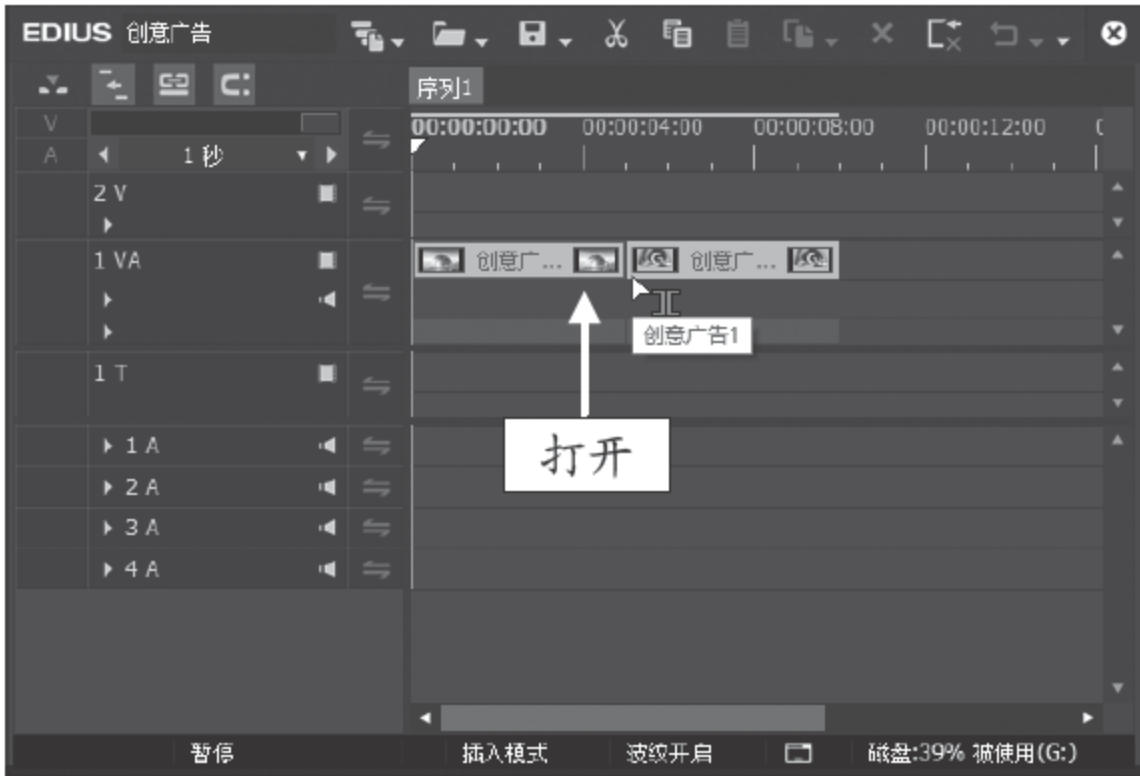 EDIUS 创意广告
序列1
V
A
1 秒
00:00:00:00 00:00:04:00 00:00:08:00 00:00:12:00
2 V
1 VA
创意广... 创意广...
创意广告1
1 T
打开
1 A
2 A
3 A
4 A
暂停 插入模式 波纹开启 磁盘:39% 被使用(G:)